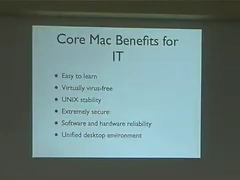 Core Mac Benefits for
IT
• Easy to learn
• Virtually virus-free
• UNIX stability
• Extremely secure
• Software and hardware reliability
• Unified desktop environment